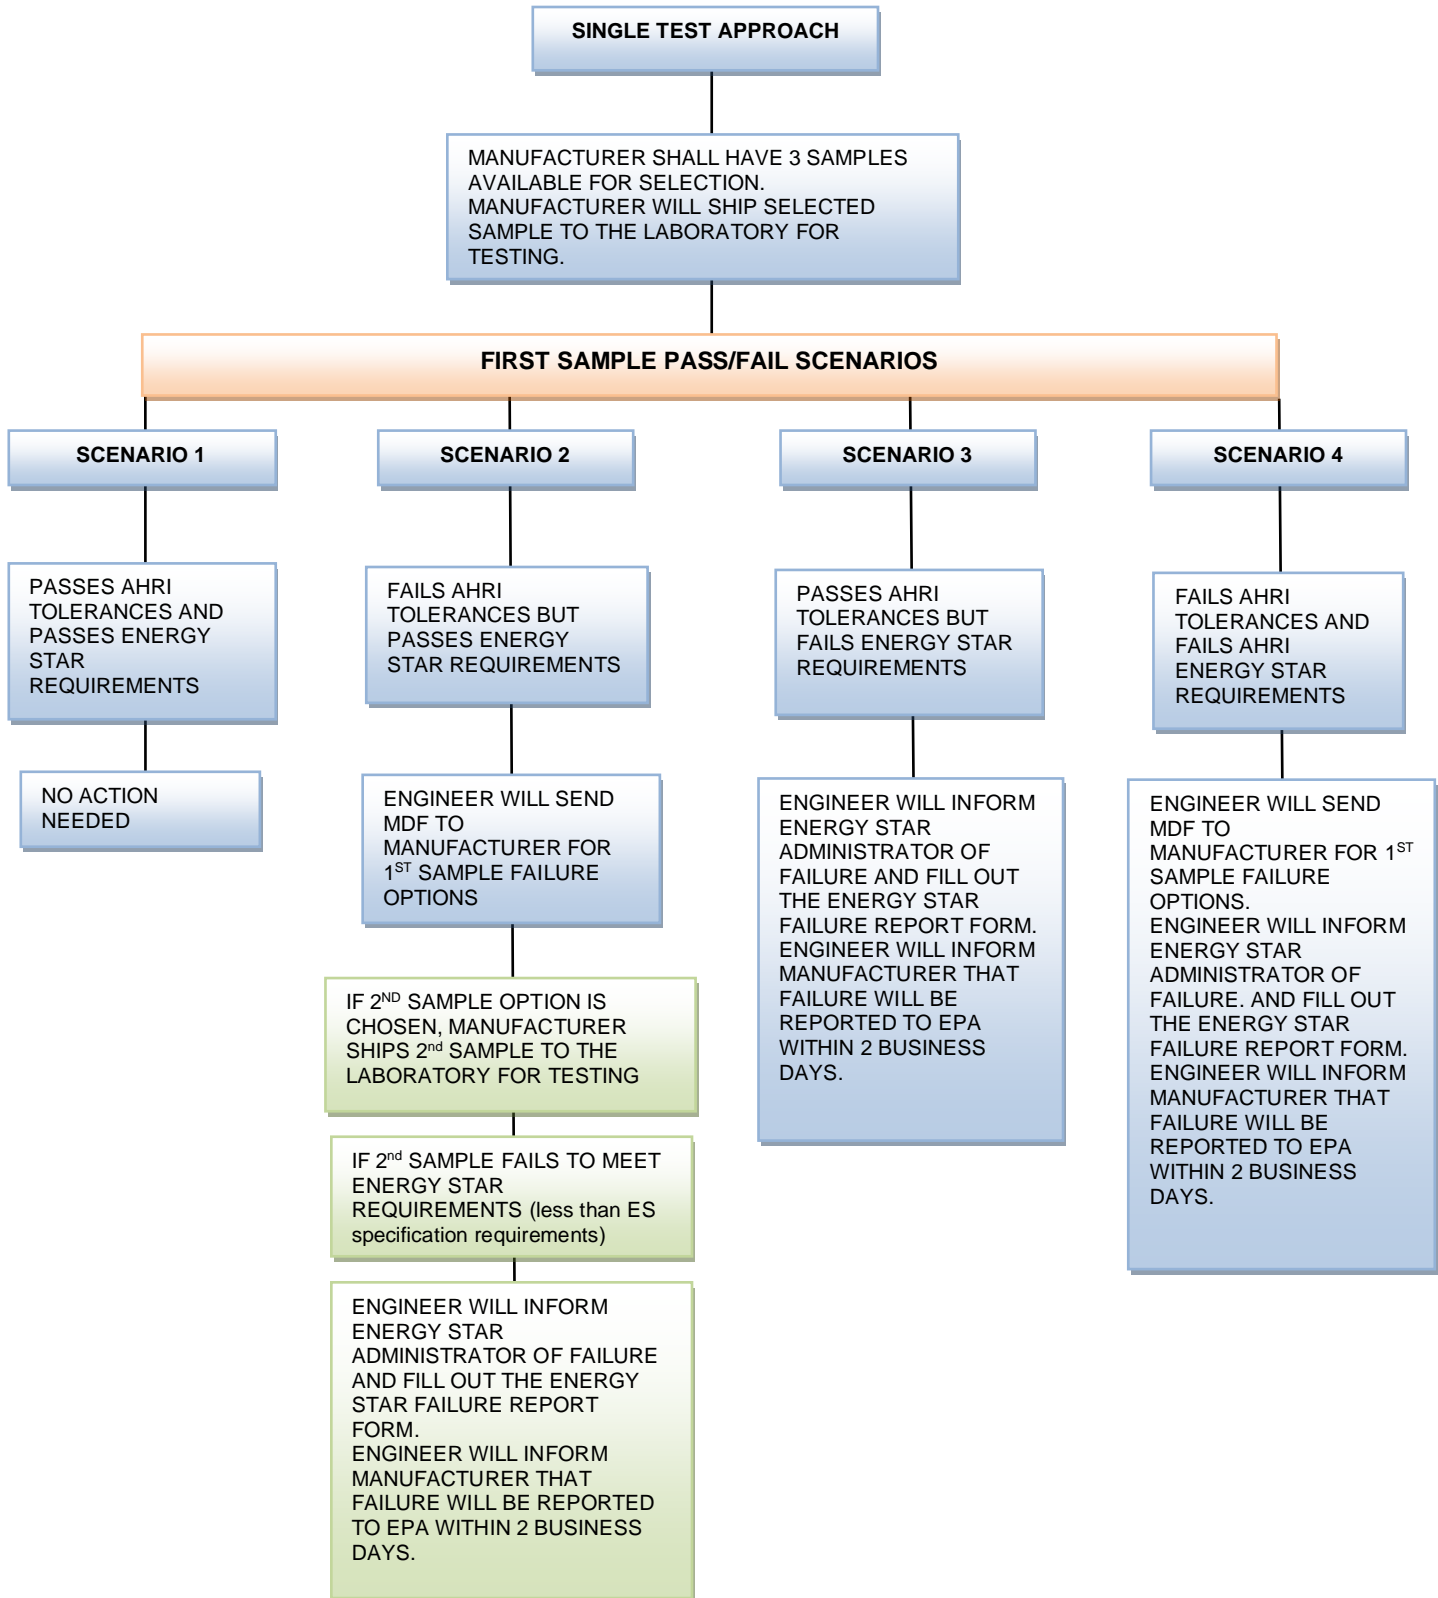 SINGLE TEST APPROACH
MANUFACTURER SHALL HAVE 3 SAMPLES
AVAILABLE FOR SELECTION.
MANUFACTURER WILL SHIP SELECTED
SAMPLE TO THE LABORATORY FOR
TESTING.
FIRST SAMPLE PASS/FAIL SCENARIOS
SCENARIO 1
PASSES AHRI
TOLERANCES AND
PASSES ENERGY
STAR
REQUIREMENTS
NO ACTION
NEEDED
SCENARIO 2
FAILS AHRI
TOLERANCES BUT
PASSES ENERGY
STAR REQUIREMENTS
ENGINEER WILL SEND
MDF TO
MANUFACTURER FOR
1ST SAMPLE FAILURE
OPTIONS
IF 2ND SAMPLE OPTION IS
CHOSEN, MANUFACTURER
SHIPS 2nd SAMPLE TO THE
LABORATORY FOR TESTING
IF 2nd SAMPLE FAILS TO MEET
ENERGY STAR
REQUIREMENTS (less than ES
specification requirements)
ENGINEER WILL INFORM
ENERGY STAR
ADMINISTRATOR OF FAILURE
AND FILL OUT THE ENERGY
STAR FAILURE REPORT
FORM.
ENGINEER WILL INFORM
MANUFACTURER THAT
FAILURE WILL BE REPORTED
TO EPA WITHIN 2 BUSINESS
DAYS.
SCENARIO 3
PASSES AHRI
TOLERANCES BUT
FAILS ENERGY STAR
REQUIREMENTS
ENGINEER WILL INFORM
ENERGY STAR
ADMINISTRATOR OF
FAILURE AND FILL OUT
THE ENERGY STAR
FAILURE REPORT FORM.
ENGINEER WILL INFORM
MANUFACTURER THAT
FAILURE WILL BE
REPORTED TO EPA
WITHIN 2 BUSINESS
DAYS.
SCENARIO 4
FAILS AHRI
TOLERANCES AND
FAILS AHRI
ENERGY STAR
REQUIREMENTS
ENGINEER WILL SEND
MDF TO
MANUFACTURER FOR 1ST
SAMPLE FAILURE
OPTIONS.
ENGINEER WILL INFORM
ENERGY STAR
ADMINISTRATOR OF
FAILURE. AND FILL OUT
THE ENERGY STAR
FAILURE REPORT FORM.
ENGINEER WILL INFORM
MANUFACTURER THAT
FAILURE WILL BE
REPORTED TO EPA
WITHIN 2 BUSINESS
DAYS.